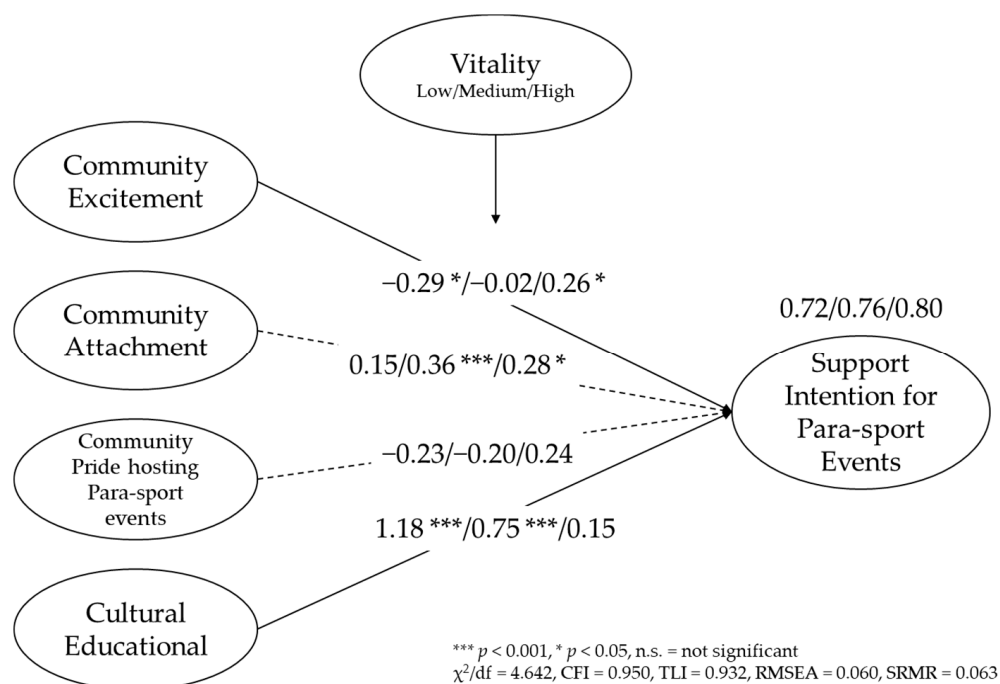 Vitality
Low/Medium/High
Community
Excitement
−0.29 */−0.02/0.26 *
0.72/0.76/0.80
Community
Attachment
0.15/0.36 ***/0.28 *
Support
Intention for
Para-sport
Events
Community
Pride hosting
Para-sport
events
−0.23/−0.20/0.24
1.18 ***/0.75 ***/0.15
Cultural
Educational
*** p < 0.001, * p < 0.05, n.s. = not significant
χ²/df = 4.642, CFI = 0.950, TLI = 0.932, RMSEA = 0.060, SRMR = 0.063